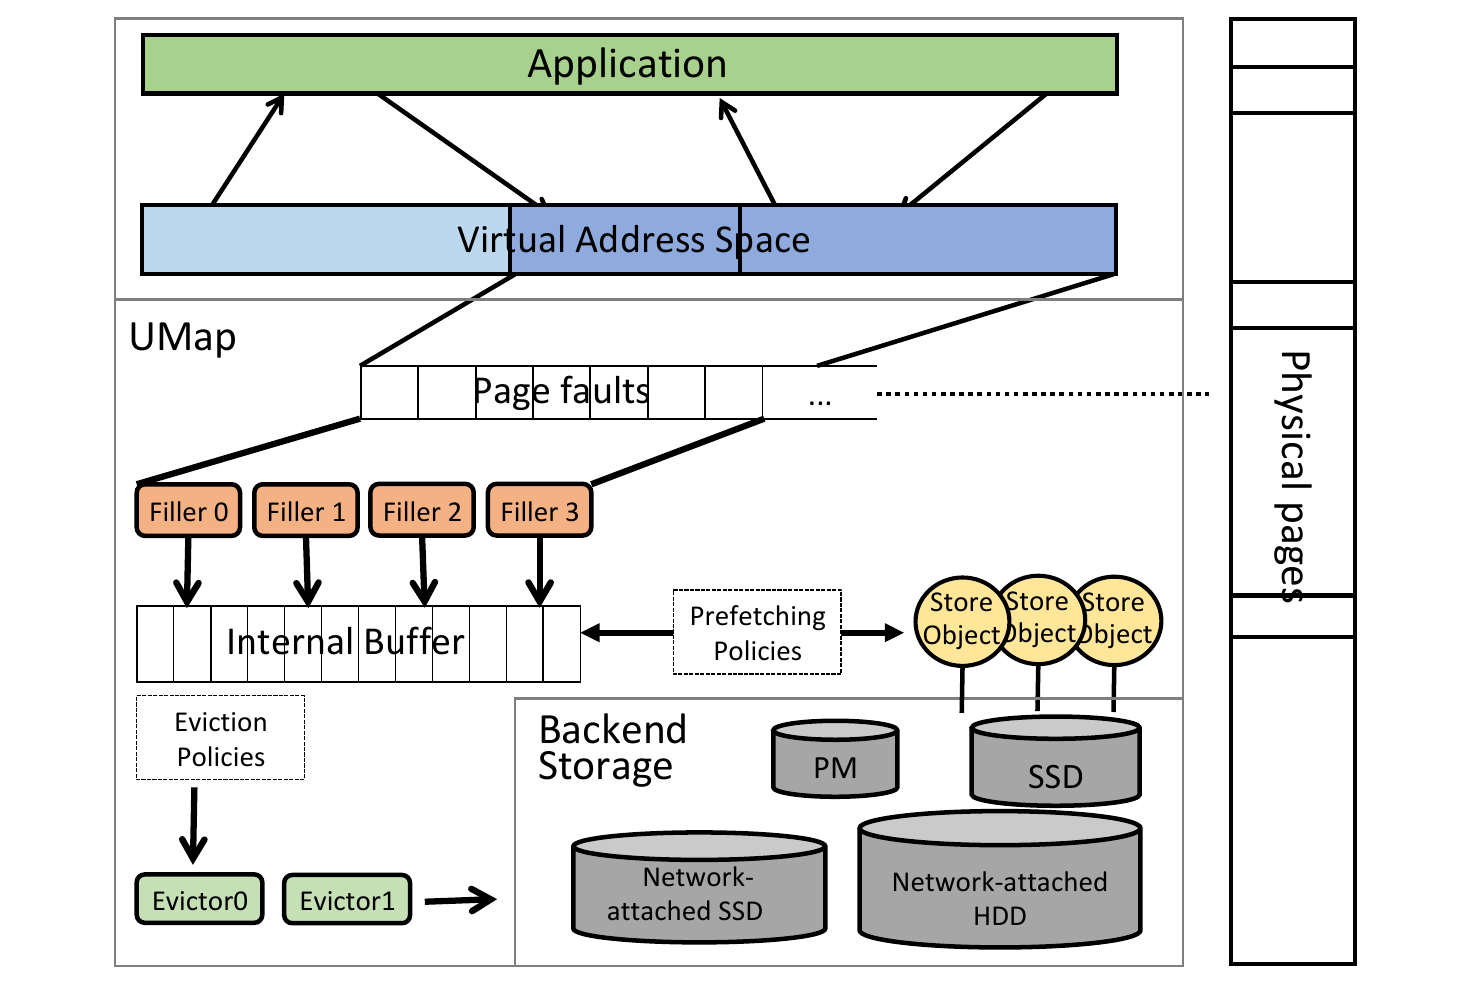 Application
Virtual Address Space
UMap
Page faults
...
Physical pages
Filler 0
Filler 1
Filler 2
Filler 3
Internal Buffer
Prefetching
Policies
Store
Object
Store
Object
Store
Object
Eviction
Policies
Backend
Storage
PM
SSD
Network-
attached SSD
Network-attached
HDD
Evictor0
Evictor1